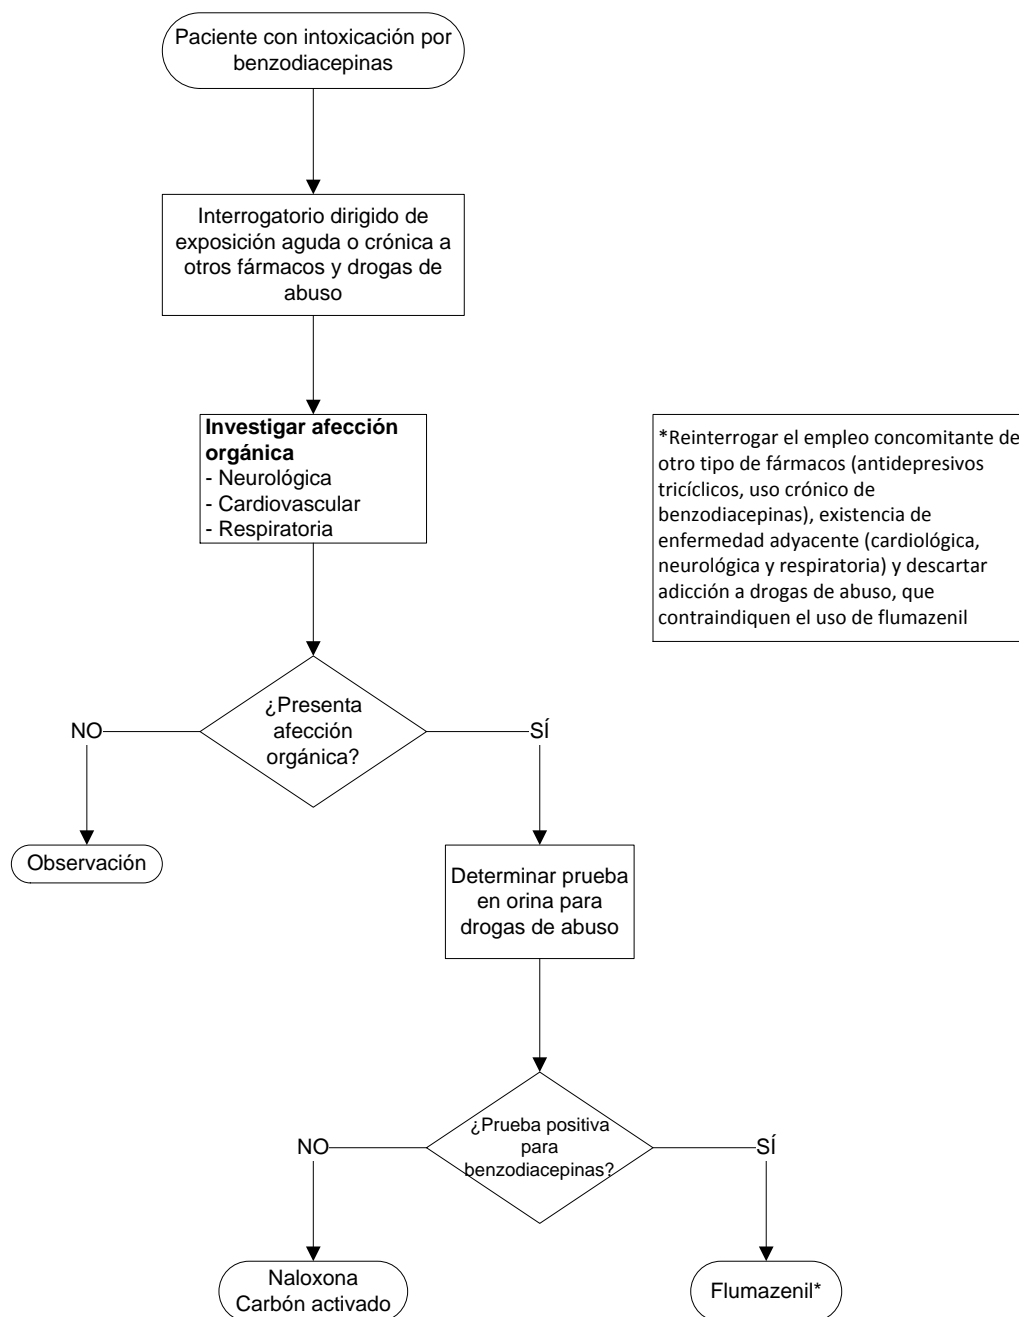 Paciente con intoxicación por
benzodiacepinas
Interrogatorio dirigido de
exposición aguda o crónica a
otros fármacos y drogas de
abuso
Investigar afección
orgánica
- Neurológica
- Cardiovascular
- Respiratoria
*Reinterrogar el empleo concomitante de
otro tipo de fármacos (antidepresivos
tricíclicos, uso crónico de
benzodiacepinas), existencia de
enfermedad adyacente (cardiológica,
neurológica y respiratoria) y descartar
adicción a drogas de abuso, que
contraindiquen el uso de flumazenil
¿Presenta
afección
orgánica?
NO
SÍ
Observación
Determinar prueba
en orina para
drogas de abuso
¿Prueba positiva
para
benzodiacepinas?
NO
SÍ
Naloxona
Carbón activado
Flumazenil*